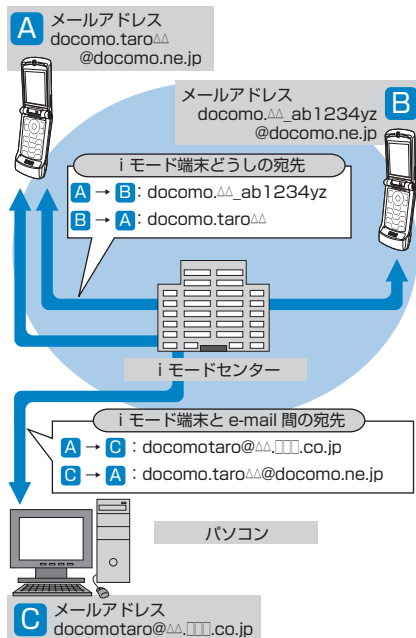 A メールアドレス
docomo.taro△△
@docomo.ne.jp
メールアドレス B
docomo.△△_ab1234yz
@docomo.ne.jp
iモード端末どうしの宛先
A → B : docomo.△△_ab1234yz
B → A : docomo.taro△△
iモードセンター
iモード端末と e-mail 間の宛先
A → C : docomotaro@△△.□□□.co.jp
C → A : docomo.taro△△@docomo.ne.jp
パソコン
C メールアドレス
docomotaro@△△.□□□.co.jp